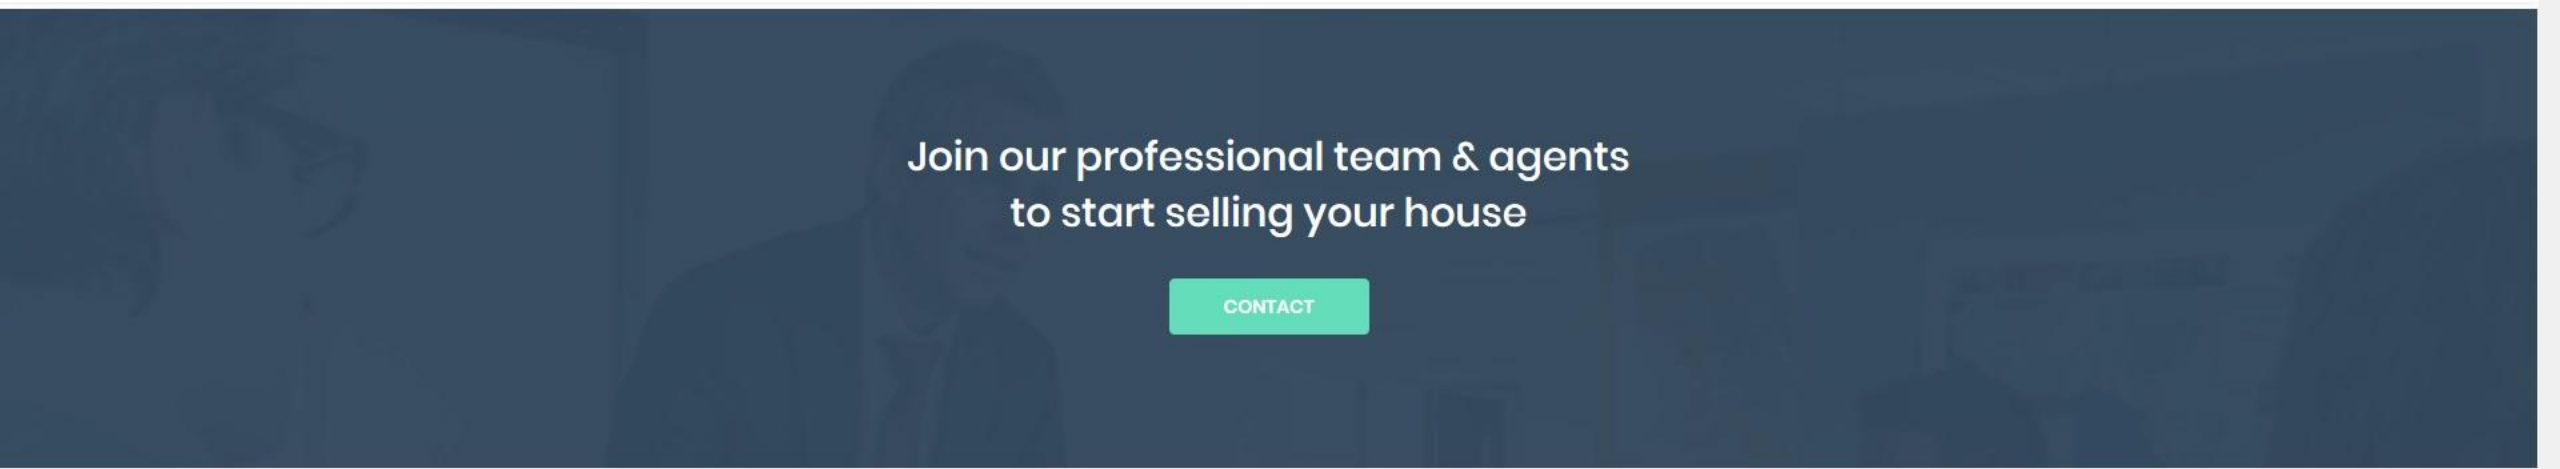 Join our professional team & agents
to start selling your house
CONTACT